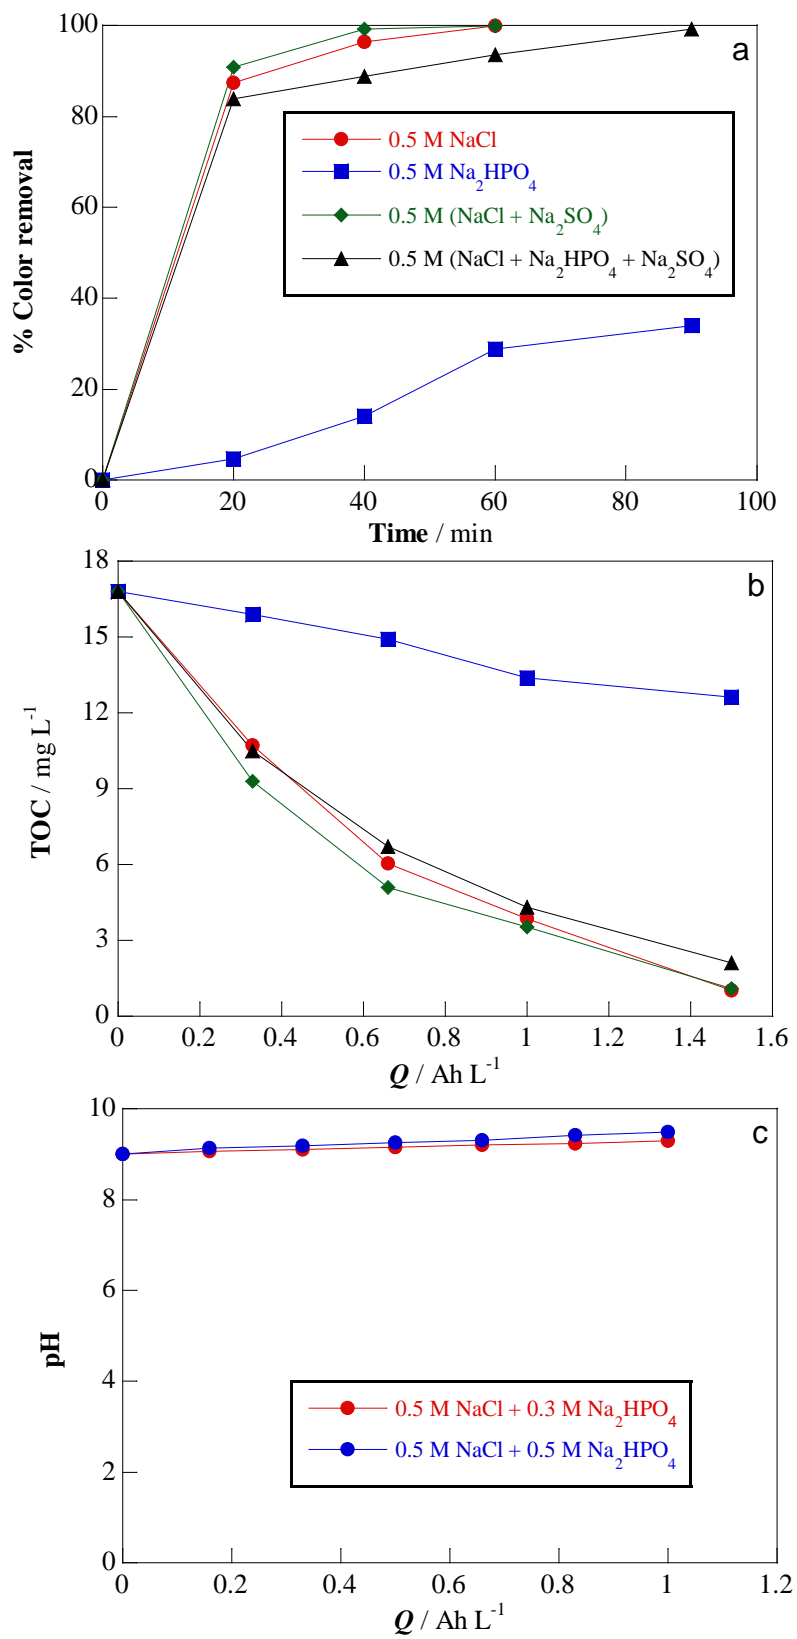 a
100
80
60
40
20
0
% Color removal
0.5 M NaCl
0.5 M Na₂HPO₄
0.5 M (NaCl + Na₂SO₄)
0.5 M (NaCl + Na₂HPO₄ + Na₂SO₄)
0 20 40 60 80 100
Time / min
b
18
15
12
9
6
3
0
TOC / mg L⁻¹
0 0.2 0.4 0.6 0.8 1 1.2 1.4 1.6
Q / Ah L⁻¹
c
10
8
6
4
2
0
pH
0.5 M NaCl + 0.3 M Na₂HPO₄
0.5 M NaCl + 0.5 M Na₂HPO₄
0 0.2 0.4 0.6 0.8 1 1.2
Q / Ah L⁻¹